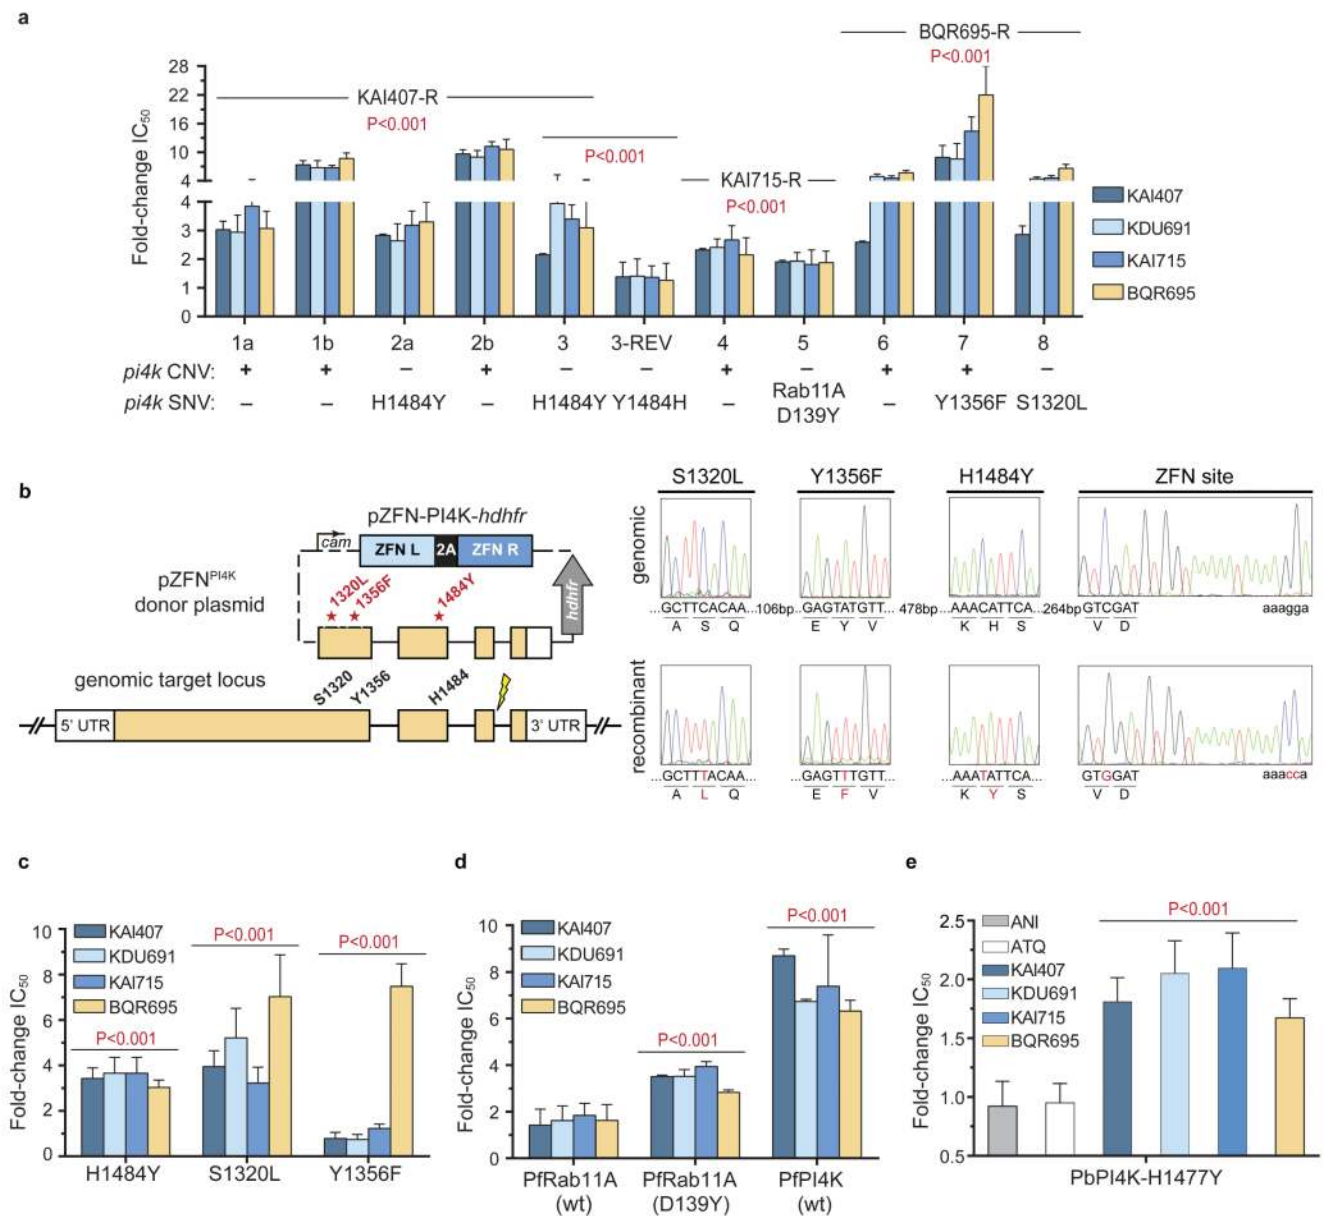 a
BQR695-R
P<0.001
KAI407-R
P<0.001
P<0.001
KAI715-R
P<0.001
Fold-change IC50
28
22
16
10
4
4
3
2
1
0
KAI407
KDU691
KAI715
BQR695
1a 1b 2a 2b 3 3-REV 4 5 6 7 8
pi4k CNV: + + – + – – + – + + –
pi4k SNV: – – H1484Y – H1484Y Y1484H – Rab11A D139Y – Y1356F S1320L
b
pZFN-PI4K-hdhfr
cam
ZFN L 2A ZFN R
pZFNPI4K
donor plasmid
1320L
1356F
1484Y
hdhfr
genomic target locus
S1320
Y1356
H1484
5' UTR
3' UTR
S1320L Y1356F H1484Y ZFN site
genomic
...GCTTCACAA...106bp...GAGTATGTT... 478bp...AAACATTCA...264bpGTCGAT aaagga
A S Q E Y V K H S V D
recombinant
...GCTTTACAA... ...GAGTTTGTT... ...AAATATTCA... GTGGAT aaacca
A L Q E F V K Y S V D
c
Fold-change IC50
10
8
6
4
2
0
KAI407
KDU691
KAI715
BQR695
P<0.001
P<0.001
P<0.001
H1484Y S1320L Y1356F
d
Fold-change IC50
10
8
6
4
2
0
KAI407
KDU691
KAI715
BQR695
P<0.001
P<0.001
PfRab11A PfRab11A PfPI4K
(wt) (D139Y) (wt)
e
Fold-change IC50
2.5
2.0
1.5
1.0
0.5
ANI
ATQ
KAI407
KDU691
KAI715
BQR695
P<0.001
PbPI4K-H1477Y